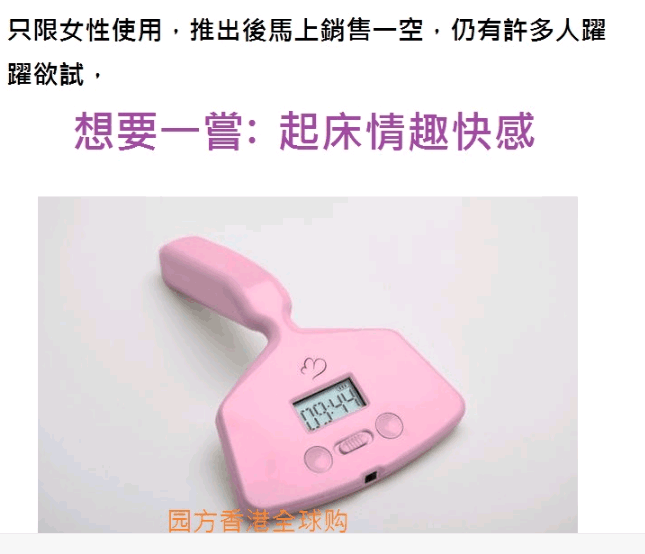 只限女性使用，推出後馬上銷售一空，仍有許多人躍
躍欲試，
想要一嘗: 起床情趣快感
09:44
园方香港全球购